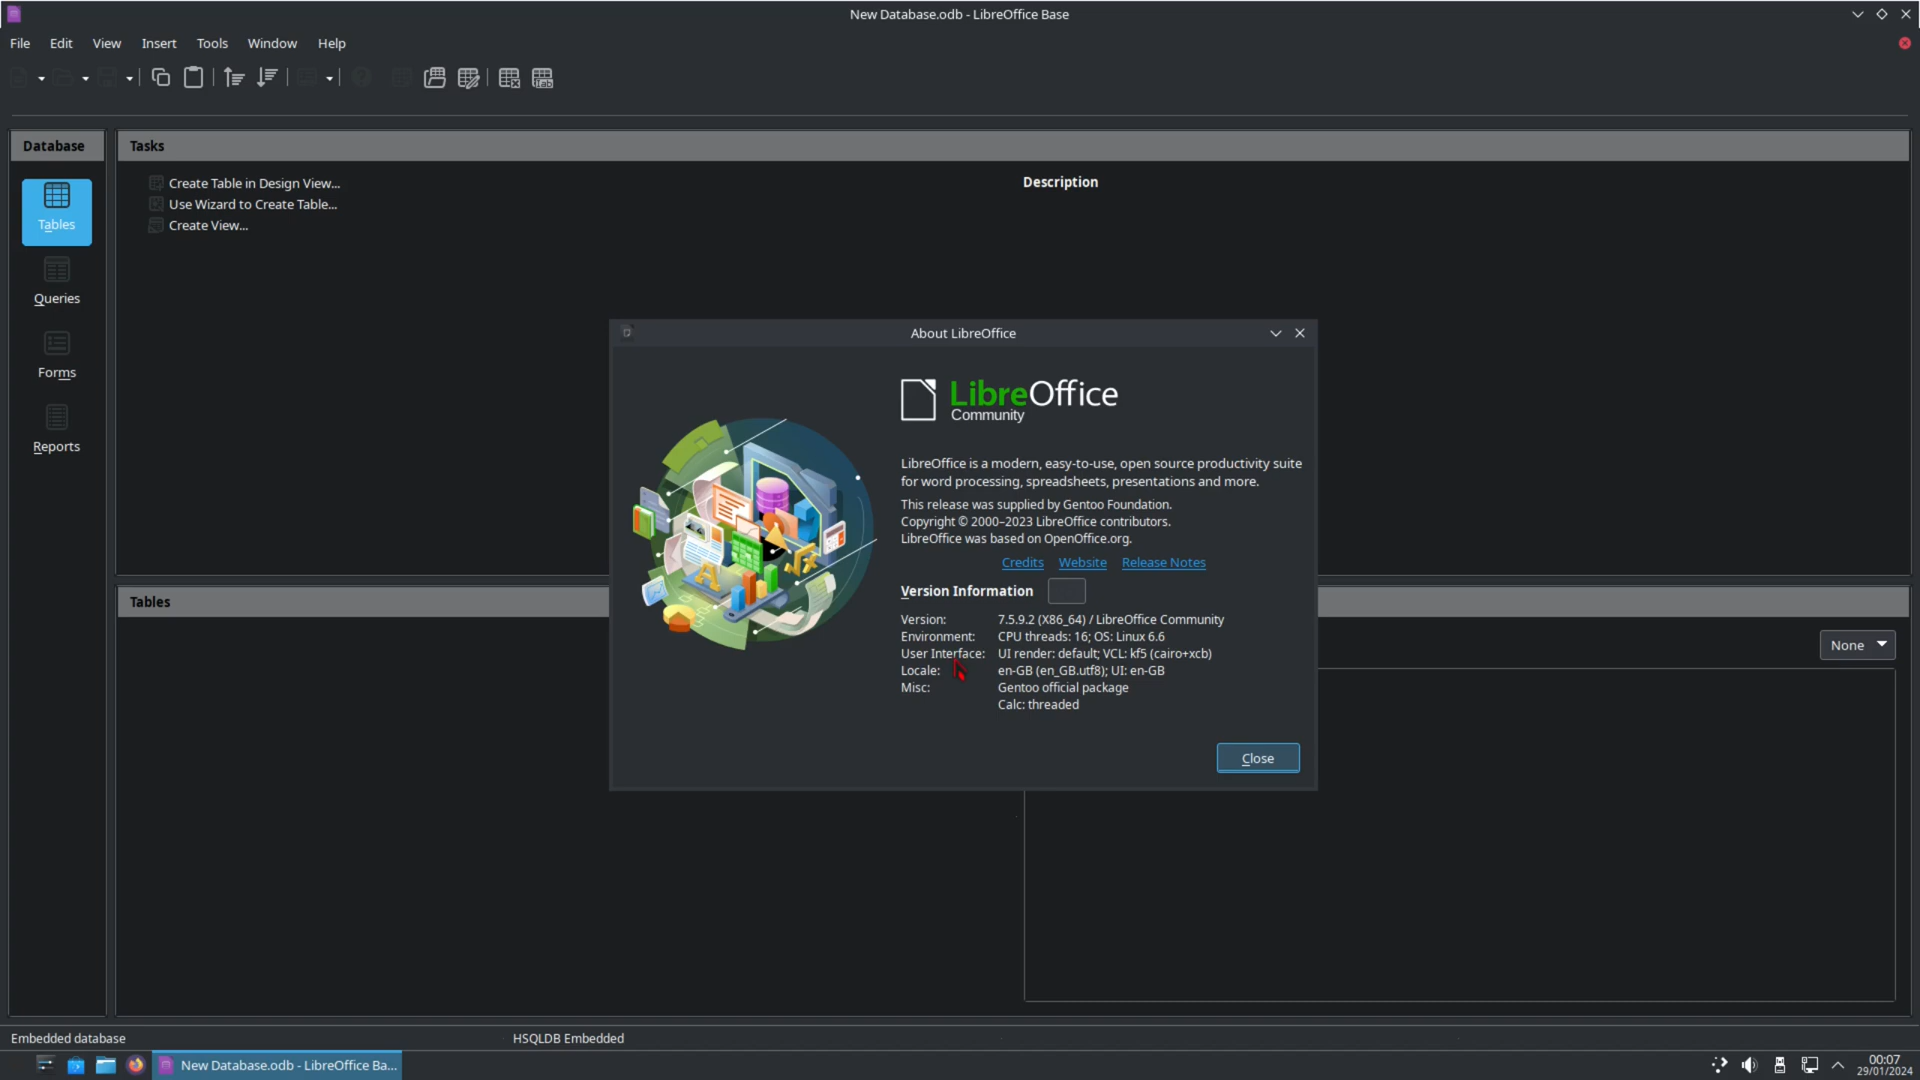 New Database.odb - LibreOffice Base
File Edit View Insert Tools Window Help
Database
Tasks
Create Table in Design View...
Use Wizard to Create Table...
Create View...
Description
Tables
Queries
Forms
Reports
About LibreOffice
LibreOffice
Community
LibreOffice is a modern, easy-to-use, open source productivity suite
for word processing, spreadsheets, presentations and more.
This release was supplied by Gentoo Foundation.
Copyright © 2000–2023 LibreOffice contributors.
LibreOffice was based on OpenOffice.org.
Credits Website Release Notes
Version Information
Version: 7.5.9.2 (X86_64) / LibreOffice Community
Environment: CPU threads: 16; OS: Linux 6.6
User Interface: UI render: default; VCL: kf5 (cairo+xcb)
Locale: en-GB (en_GB.utf8); UI: en-GB
Misc: Gentoo official package
Calc: threaded
Close
Tables
None
Embedded database HSQLDB Embedded
New Database.odb - LibreOffice Ba...
00:07
29/01/2024